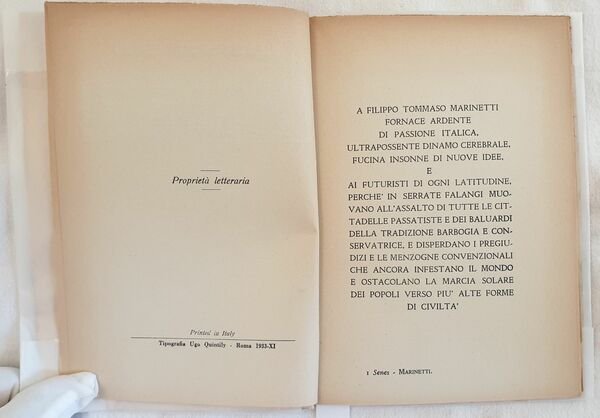 Proprietà letteraria
Printed in Italy
Tipografia Ugo Quintily - Roma 1933-XI
A FILIPPO TOMMASO MARINETTI
FORNACE ARDENTE
DI PASSIONE ITALICA,
ULTRAPOSSENTE DINAMO CEREBRALE,
FUCINA INSONNE DI NUOVE IDEE,
E
AI FUTURISTI DI OGNI LATITUDINE,
PERCHE' IN SERRATE FALANGI MUO-
VANO ALL'ASSALTO DI TUTTE LE CIT-
TADELLE PASSATISTE E DEI BALUARDI
DELLA TRADIZIONE BARBOGIA E CON-
SERVATRICE, E DISPERDANO I PREGIU-
DIZI E LE MENZOGNE CONVENZIONALI
CHE ANCORA INFESTANO IL MONDO
E OSTACOLANO LA MARCIA SOLARE
DEI POPOLI VERSO PIU' ALTE FORME
DI CIVILTA'
1 Senes - MARINETTI.